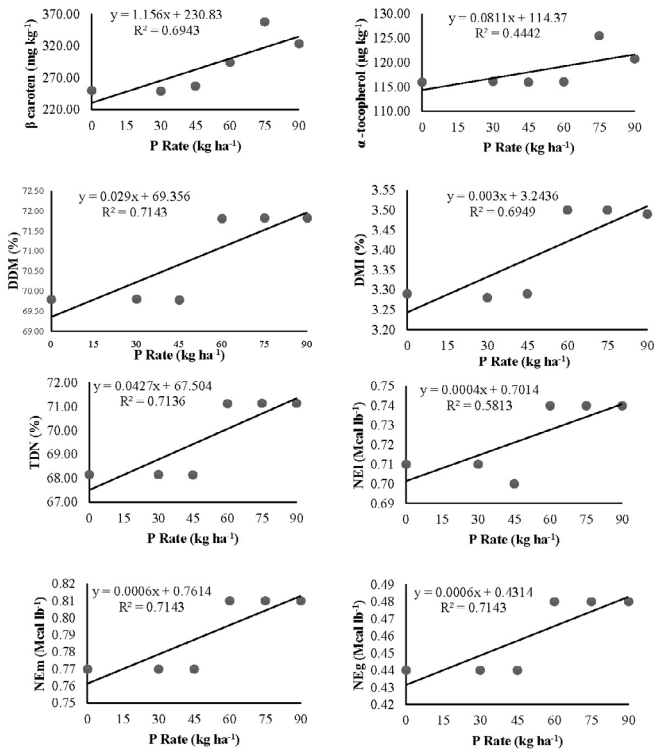 β caroten (mg kg-1)
370.00
320.00
270.00
220.00
y = 1.156x + 230.83
R² = 0.6943
0 15 30 45 60 75 90
P Rate (kg ha-1)
α -tocopherol (µg kg-1)
130.00
125.00
120.00
115.00
110.00
y = 0.0811x + 114.37
R² = 0.4442
0 15 30 45 60 75 90
P Rate (kg ha-1)
DDM (%)
72.50
72.00
71.50
71.00
70.50
70.00
69.50
69.00
y = 0.029x + 69.356
R² = 0.7143
0 15 30 45 60 75 90
P Rate (kg ha-1)
DMI (%)
3.55
3.50
3.45
3.40
3.35
3.30
3.25
3.20
y = 0.003x + 3.2436
R² = 0.6949
0 15 30 45 60 75 90
P Rate (kg ha-1)
TDN (%)
72.00
71.00
70.00
69.00
68.00
67.00
y = 0.0427x + 67.504
R² = 0.7136
0 15 30 45 60 75 90
P Rate (kg ha-1)
NEl (Mcal lb-1)
0.75
0.74
0.73
0.72
0.71
0.70
0.69
y = 0.0004x + 0.7014
R² = 0.5813
0 15 30 45 60 75 90
P Rate (kg ha-1)
NEm (Mcal lb-1)
0.82
0.81
0.80
0.79
0.78
0.77
0.76
0.75
y = 0.0006x + 0.7614
R² = 0.7143
0 15 30 45 60 75 90
P Rate (kg ha-1)
NEg (Mcal lb-1)
0.49
0.48
0.47
0.46
0.45
0.44
0.43
0.42
y = 0.0006x + 0.4314
R² = 0.7143
0 15 30 45 60 75 90
P Rate (kg ha-1)